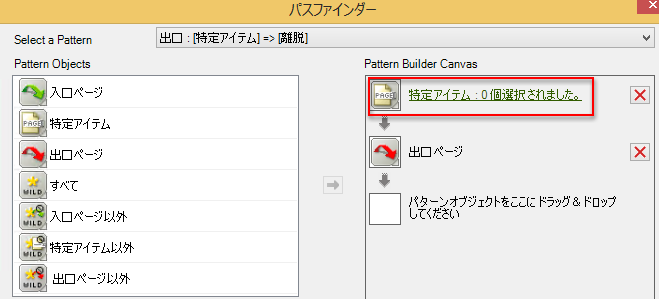 パスファインダー
Select a Pattern
出口 : [特定アイテム] => [離脱]
Pattern Objects
入口ページ
PAGE
特定アイテム
出口ページ
WILD
すべて
WILD
入口ページ以外
WILD
特定アイテム以外
WILD
出口ページ以外
Pattern Builder Canvas
PAGE
特定アイテム : 0 個選択されました。
出口ページ
パターンオブジェクトをここにドラッグ & ドロップ
してください